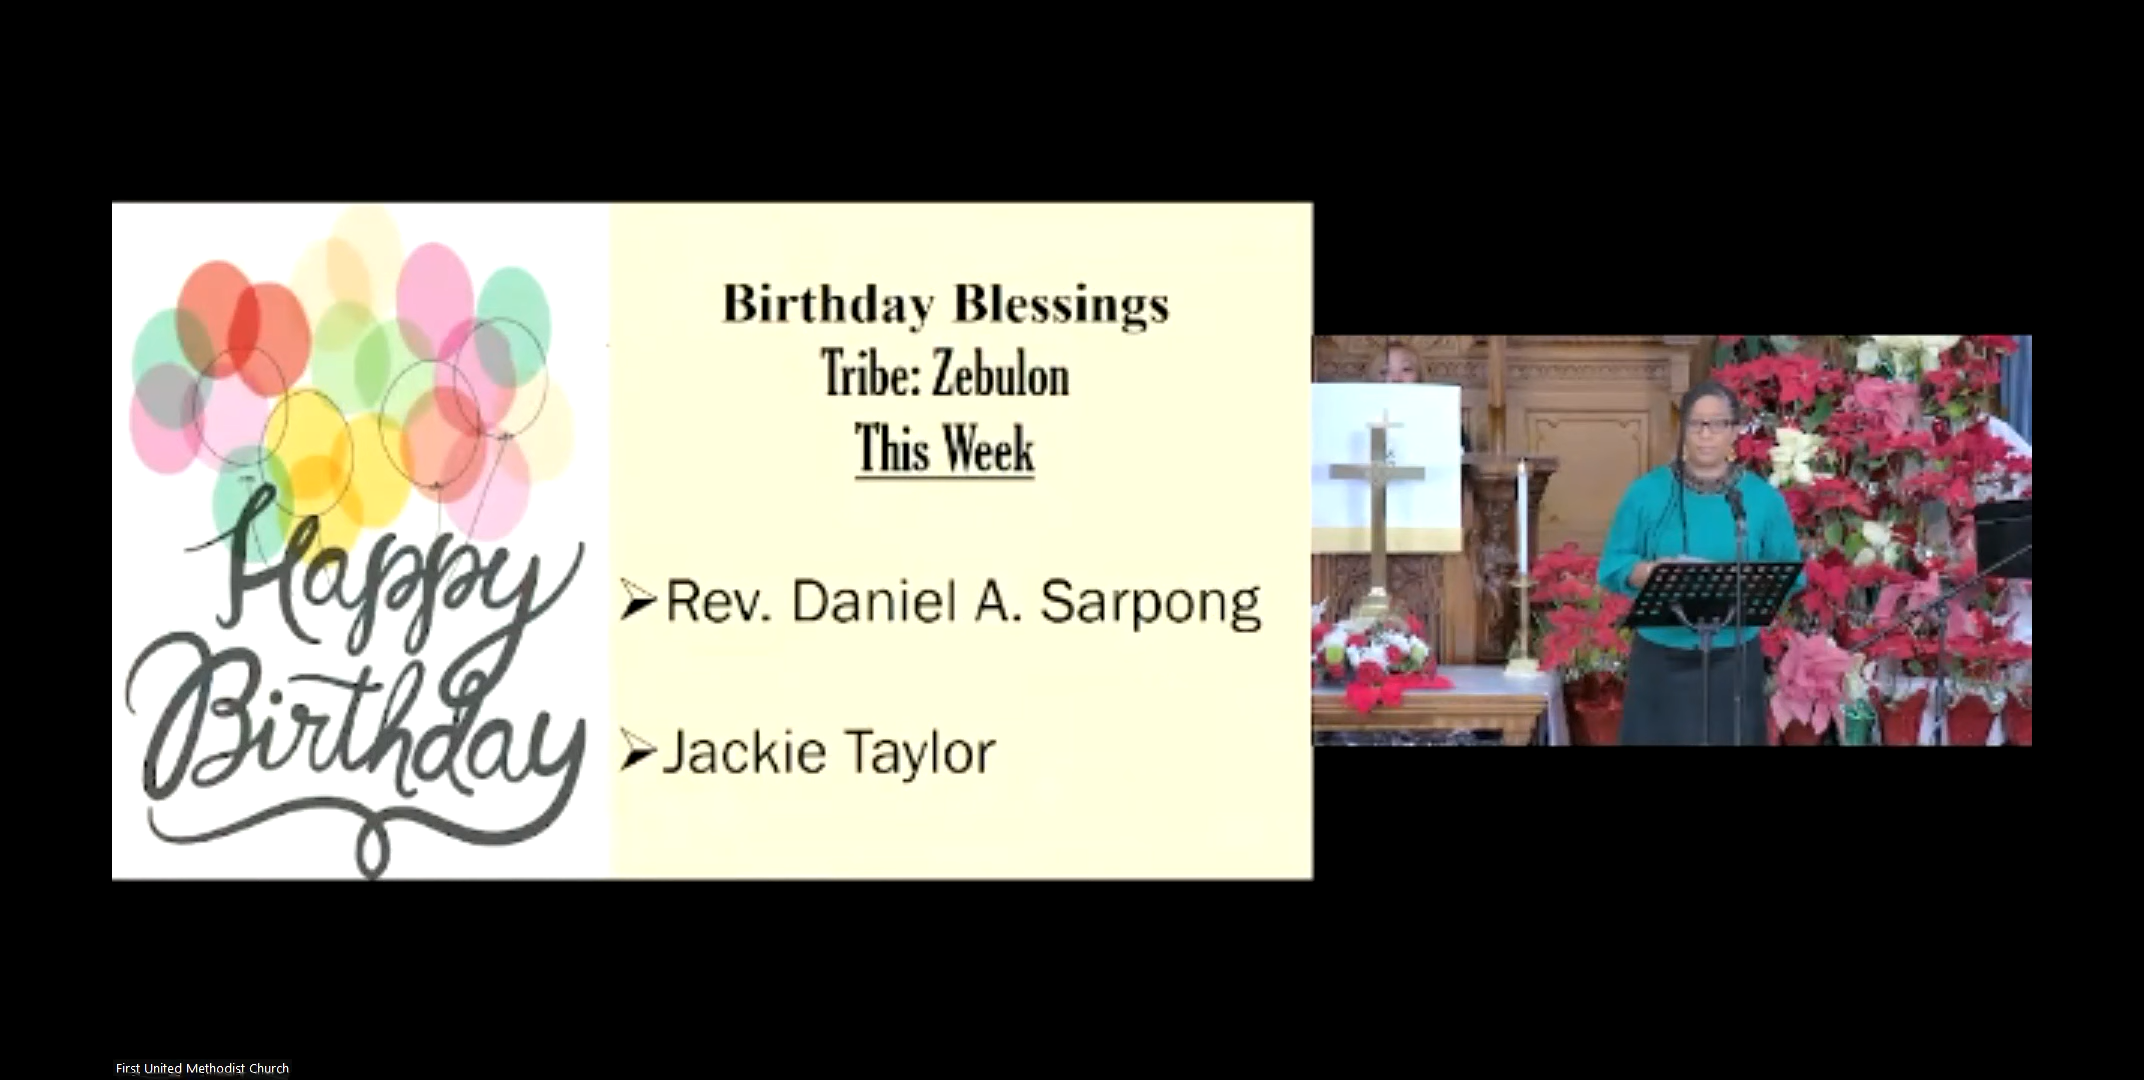 Happy
Birthday
Birthday Blessings
Tribe: Zebulon
This Week
➢Rev. Daniel A. Sarpong
➢Jackie Taylor
First United Methodist Church